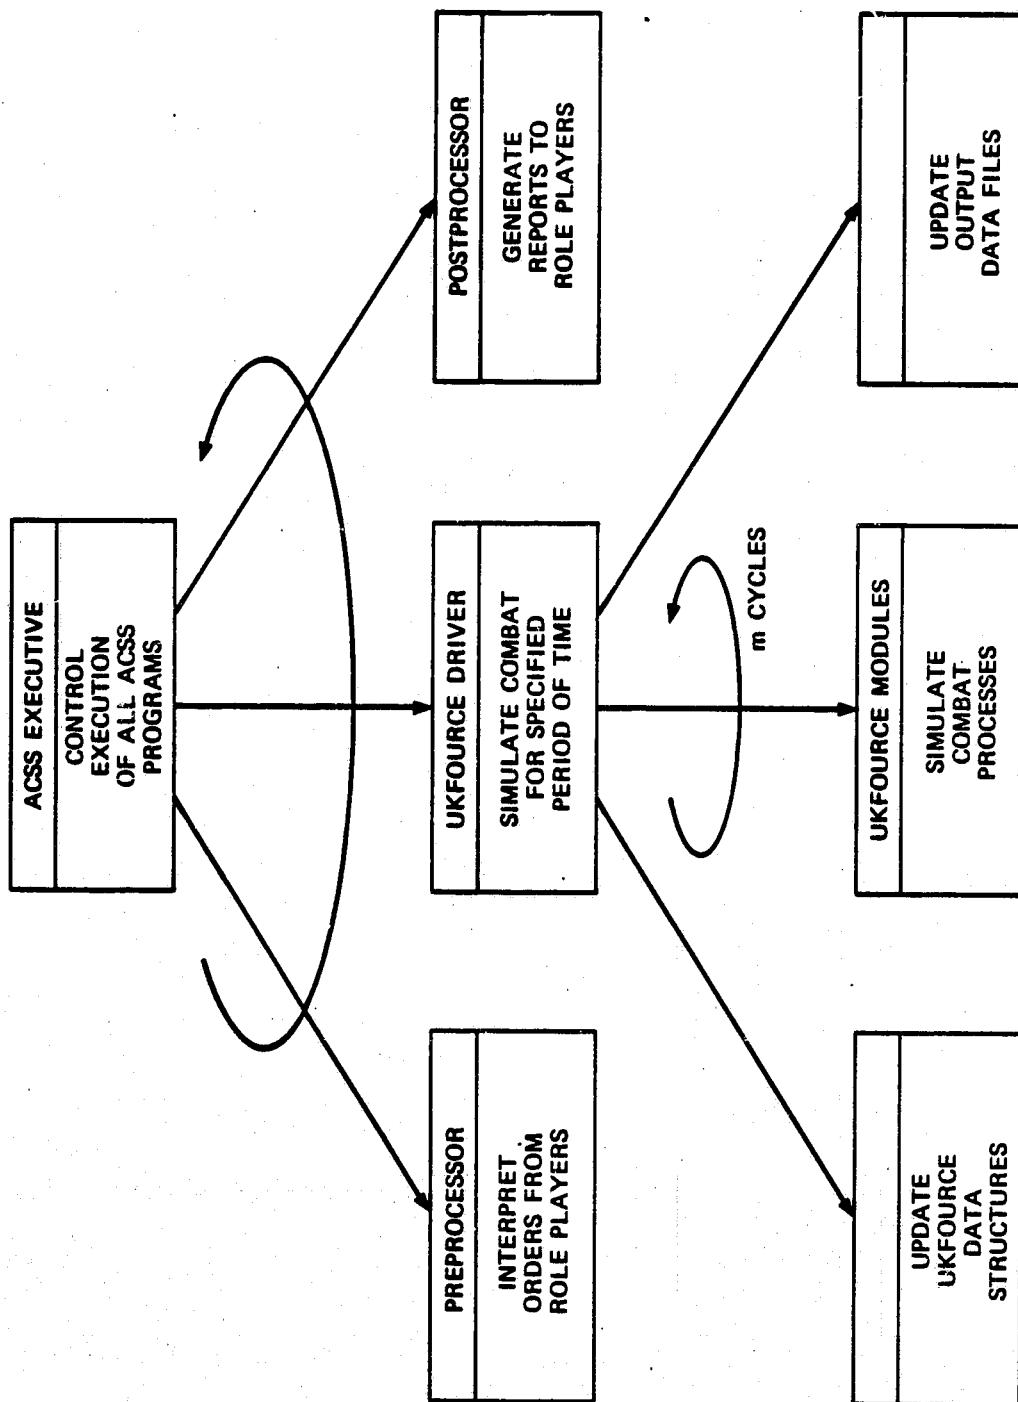 ACSS EXECUTIVE
CONTROL
EXECUTION
OF ALL ACSS
PROGRAMS
PREPROCESSOR
INTERPRET
ORDERS FROM
ROLE PLAYERS
UKFOURCE DRIVER
SIMULATE COMBAT
FOR SPECIFIED
PERIOD OF TIME
POSTPROCESSOR
GENERATE
REPORTS TO
ROLE PLAYERS
m CYCLES
UPDATE
UKFOURCE
DATA
STRUCTURES
UKFOURCE MODULES
SIMULATE
COMBAT
PROCESSES
UPDATE
OUTPUT
DATA FILES